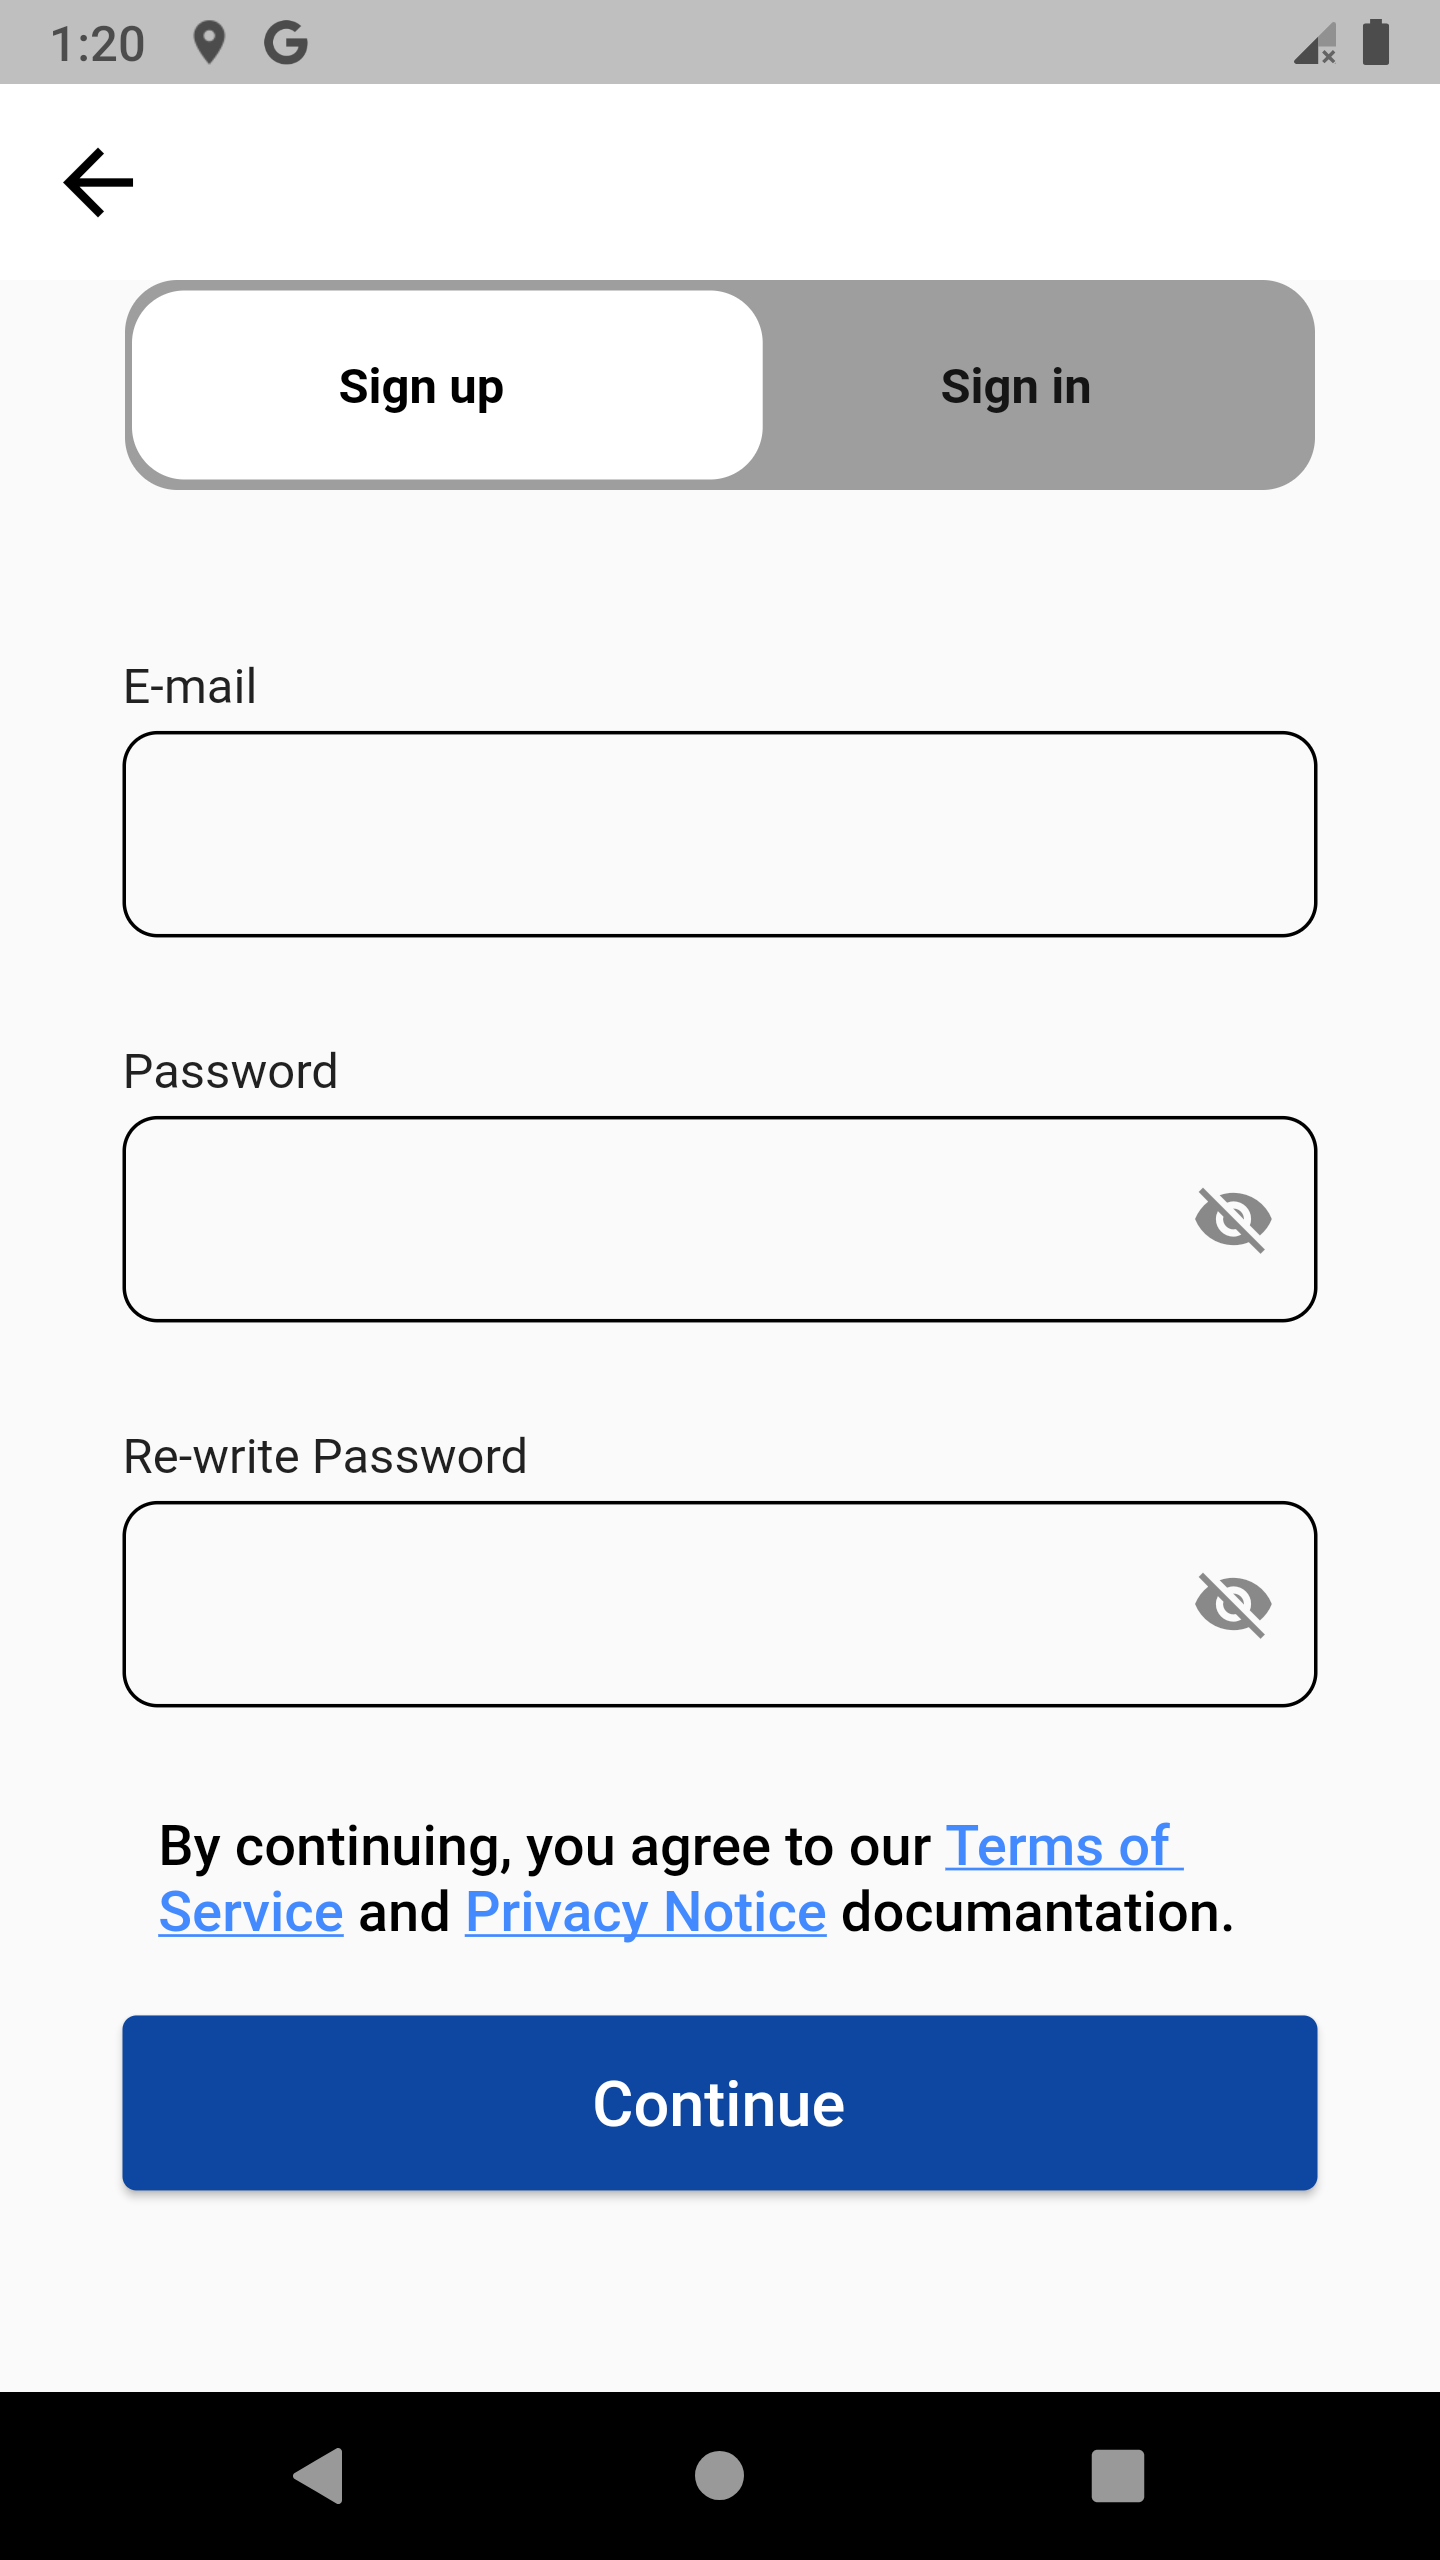 1:20
Sign up
Sign in
E-mail
Password
Re-write Password
By continuing, you agree to our Terms of
Service and Privacy Notice documantation.
Continue